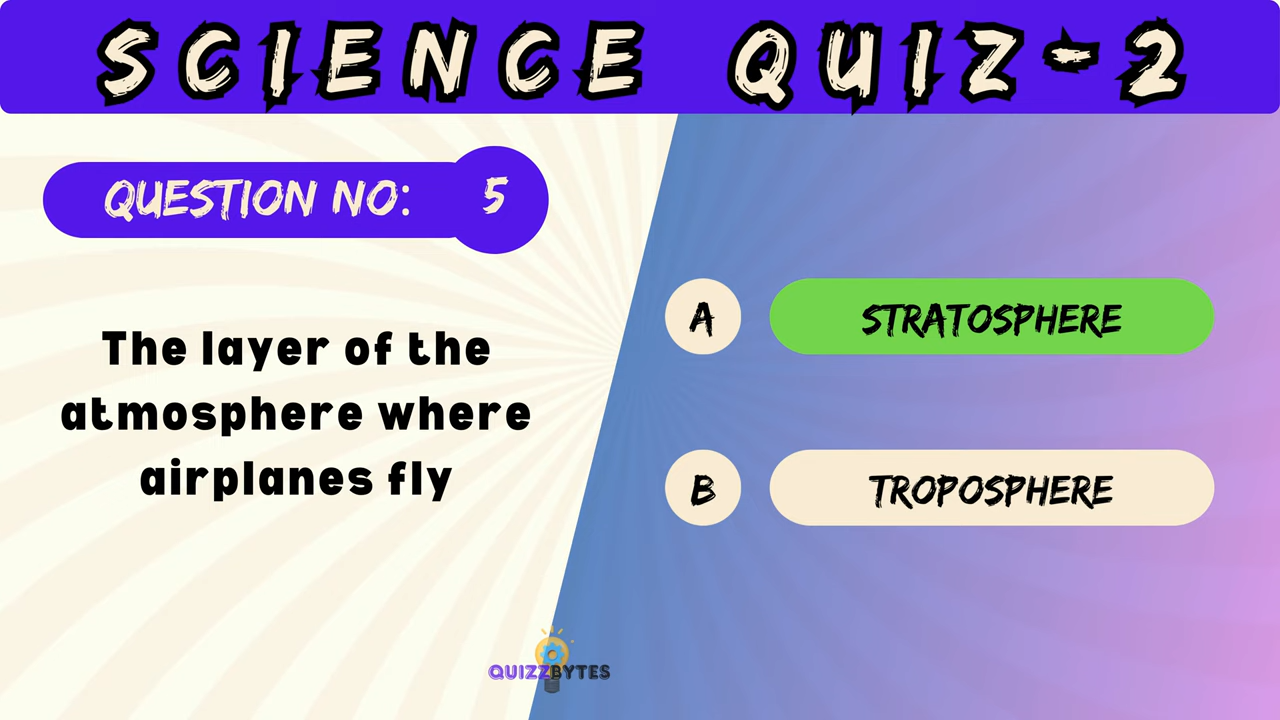 SCIENCE QUIZ-2
QUESTION NO: 5
The layer of the
atmosphere where
airplanes fly
A STRATOSPHERE
B TROPOSPHERE
QUIZZBYTES